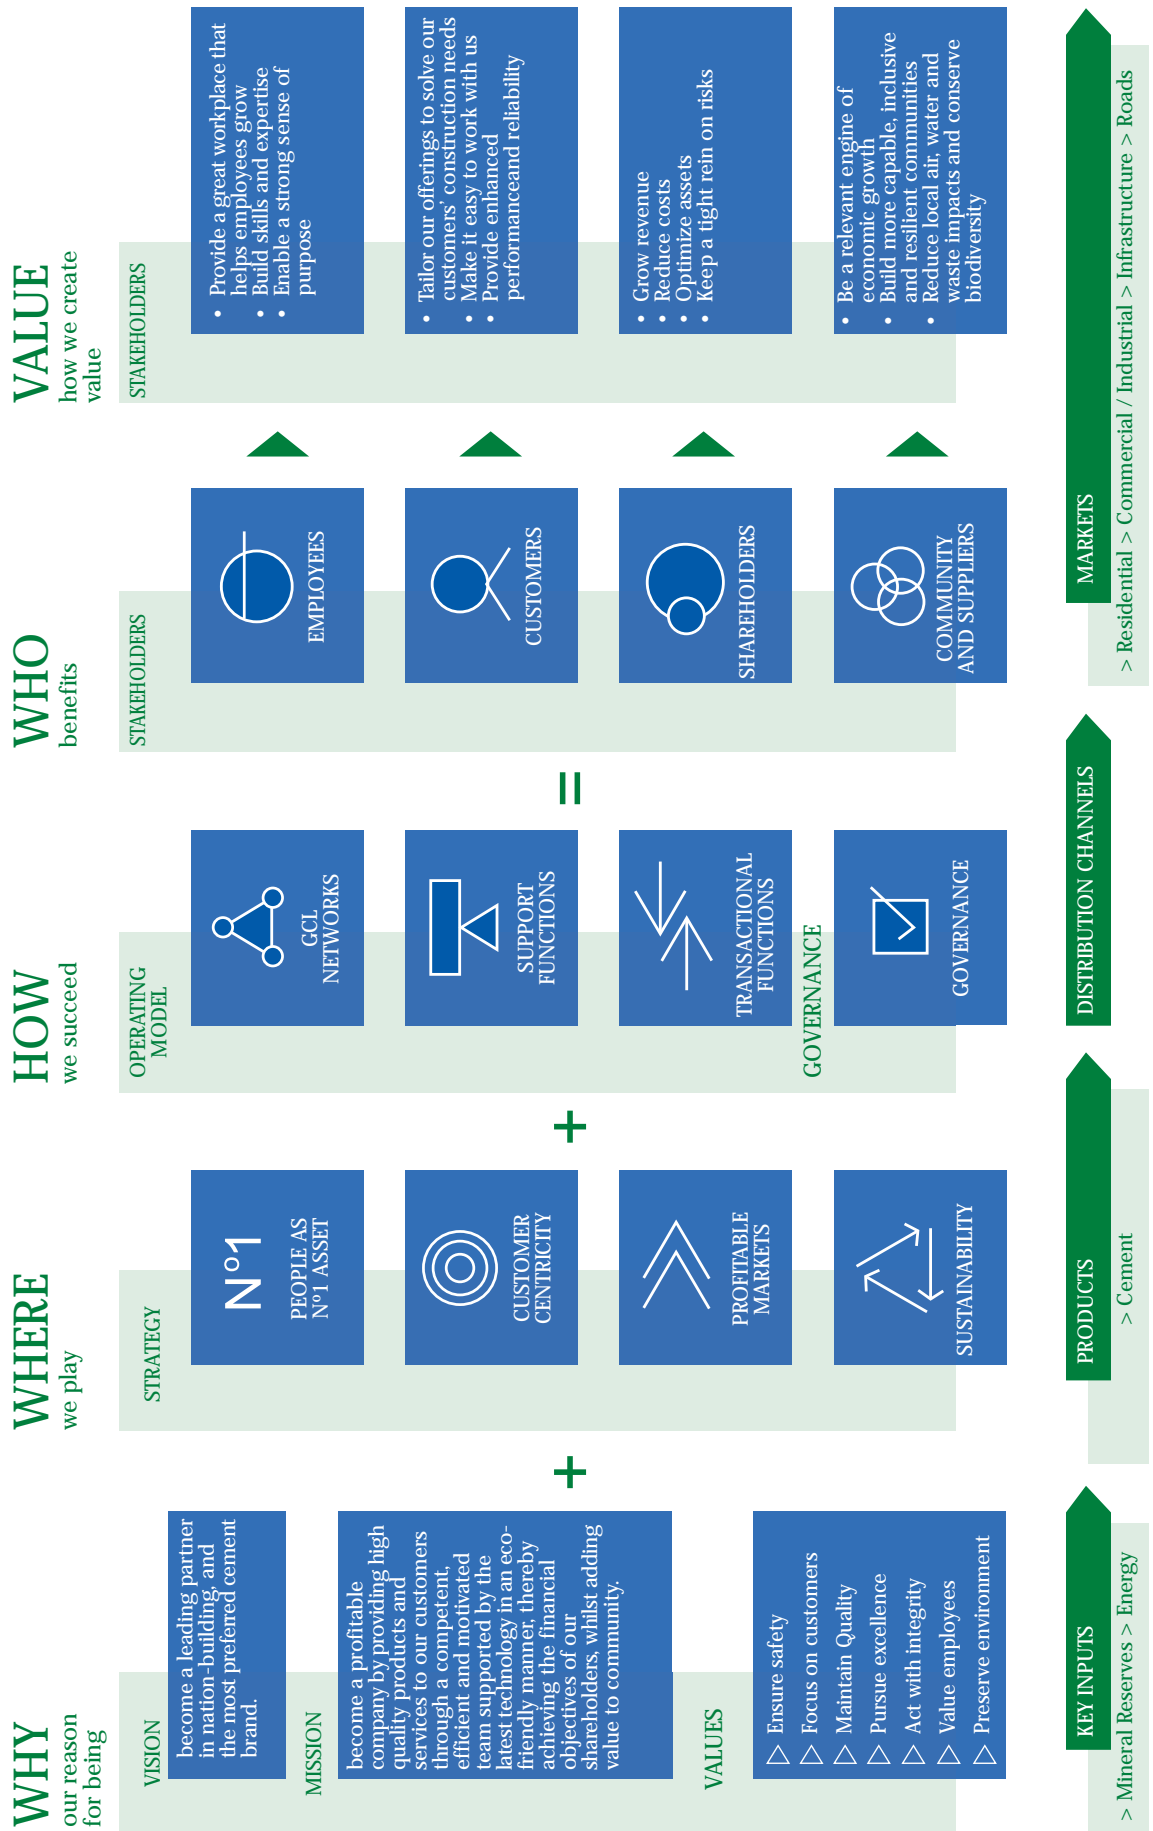 WHY
our reason
for being
VISION
become a leading partner
in nation-building, and
the most preferred cement
brand.
MISSION
become a profitable
company by providing high
quality products and
services to our customers
through a competent,
efficient and motivated
team supported by the
latest technology in an eco-
friendly manner, thereby
achieving the financial
objectives of our
shareholders, whilst adding
value to community.
VALUES
Ensure safety
Focus on customers
Maintain Quality
Pursue excellence
Act with integrity
Value employees
Preserve environment
+
WHERE
we play
STRATEGY
N°1
PEOPLE AS
N°1 ASSET
CUSTOMER
CENTRICITY
PROFITABLE
MARKETS
SUSTAINABILITY
+
HOW
we succeed
OPERATING
MODEL
GCL
NETWORKS
SUPPORT
FUNCTIONS
TRANSACTIONAL
FUNCTIONS
GOVERNANCE
GOVERNANCE
=
WHO
benefits
STAKEHOLDERS
EMPLOYEES
CUSTOMERS
SHAREHOLDERS
COMMUNITY
AND SUPPLIERS
VALUE
how we create
value
STAKEHOLDERS
• Provide a great workplace that
helps employees grow
• Build skills and expertise
• Enable a strong sense of
purpose
• Tailor our offerings to solve our
customers' construction needs
• Make it easy to work with us
• Provide enhanced
performanceand reliability
• Grow revenue
• Reduce costs
• Optimize assets
• Keep a tight rein on risks
• Be a relevant engine of
economic growth
• Build more capable, inclusive
and resilient communities
• Reduce local air, water and
waste impacts and conserve
biodiversity
KEY INPUTS
> Mineral Reserves > Energy
PRODUCTS
> Cement
DISTRIBUTION CHANNELS
MARKETS
> Residential > Commercial / Industrial > Infrastructure > Roads